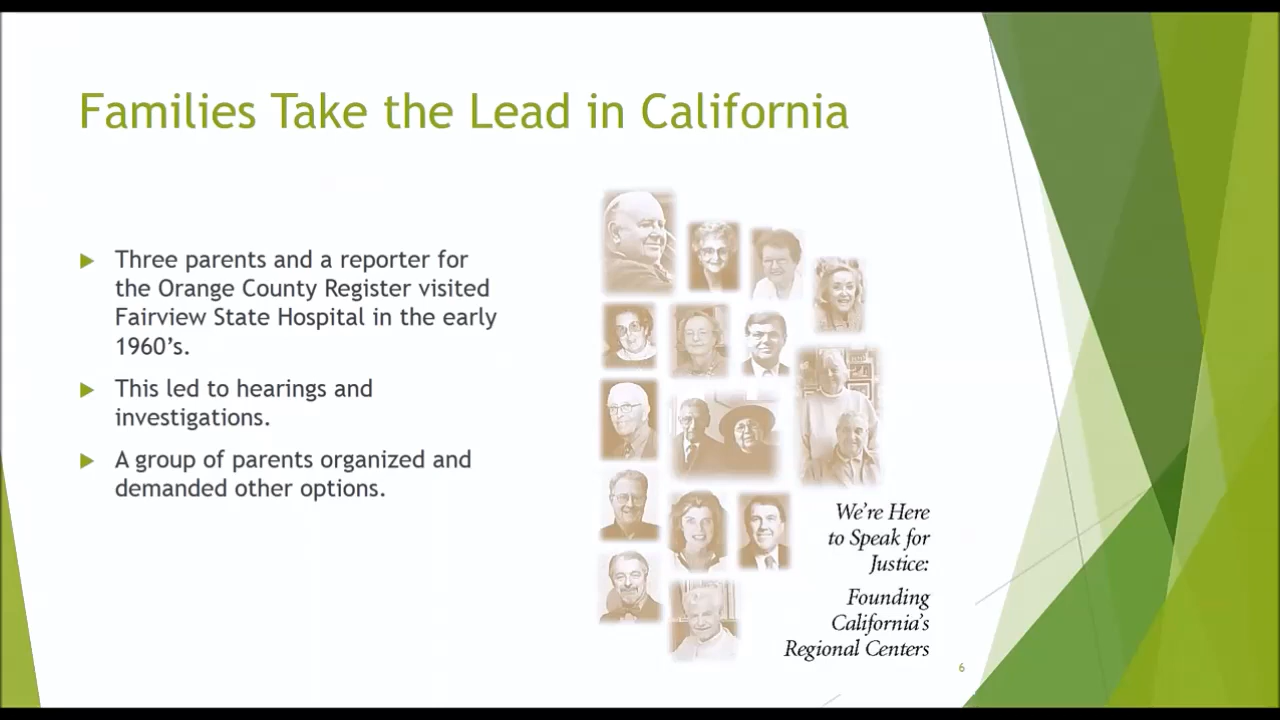 Families Take the Lead in California
Three parents and a reporter for
the Orange County Register visited
Fairview State Hospital in the early
1960’s.
This led to hearings and
investigations.
A group of parents organized and
demanded other options.
We’re Here
to Speak for
Justice:
Founding
California’s
Regional Centers
6